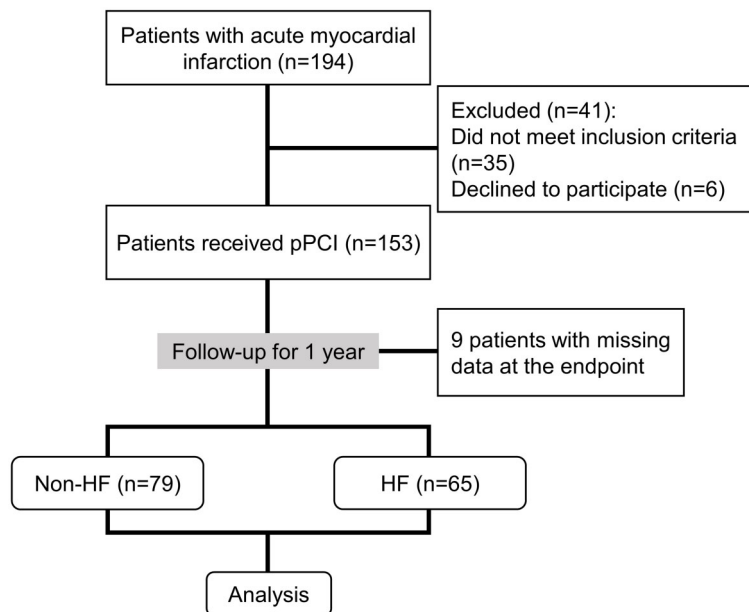 Patients with acute myocardial
infarction (n=194)
Excluded (n=41):
Did not meet inclusion criteria
(n=35)
Declined to participate (n=6)
Patients received pPCI (n=153)
Follow-up for 1 year
9 patients with missing
data at the endpoint
Non-HF (n=79)
HF (n=65)
Analysis